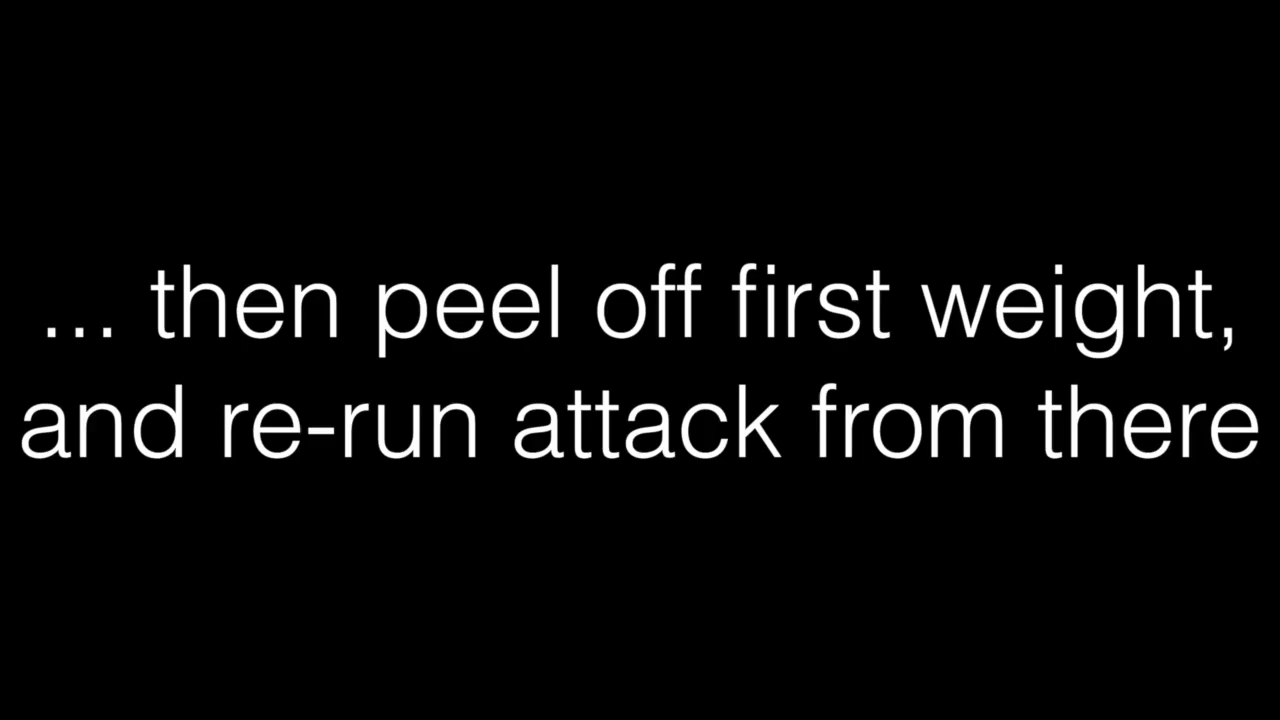 ... then peel off first weight,
and re-run attack from there